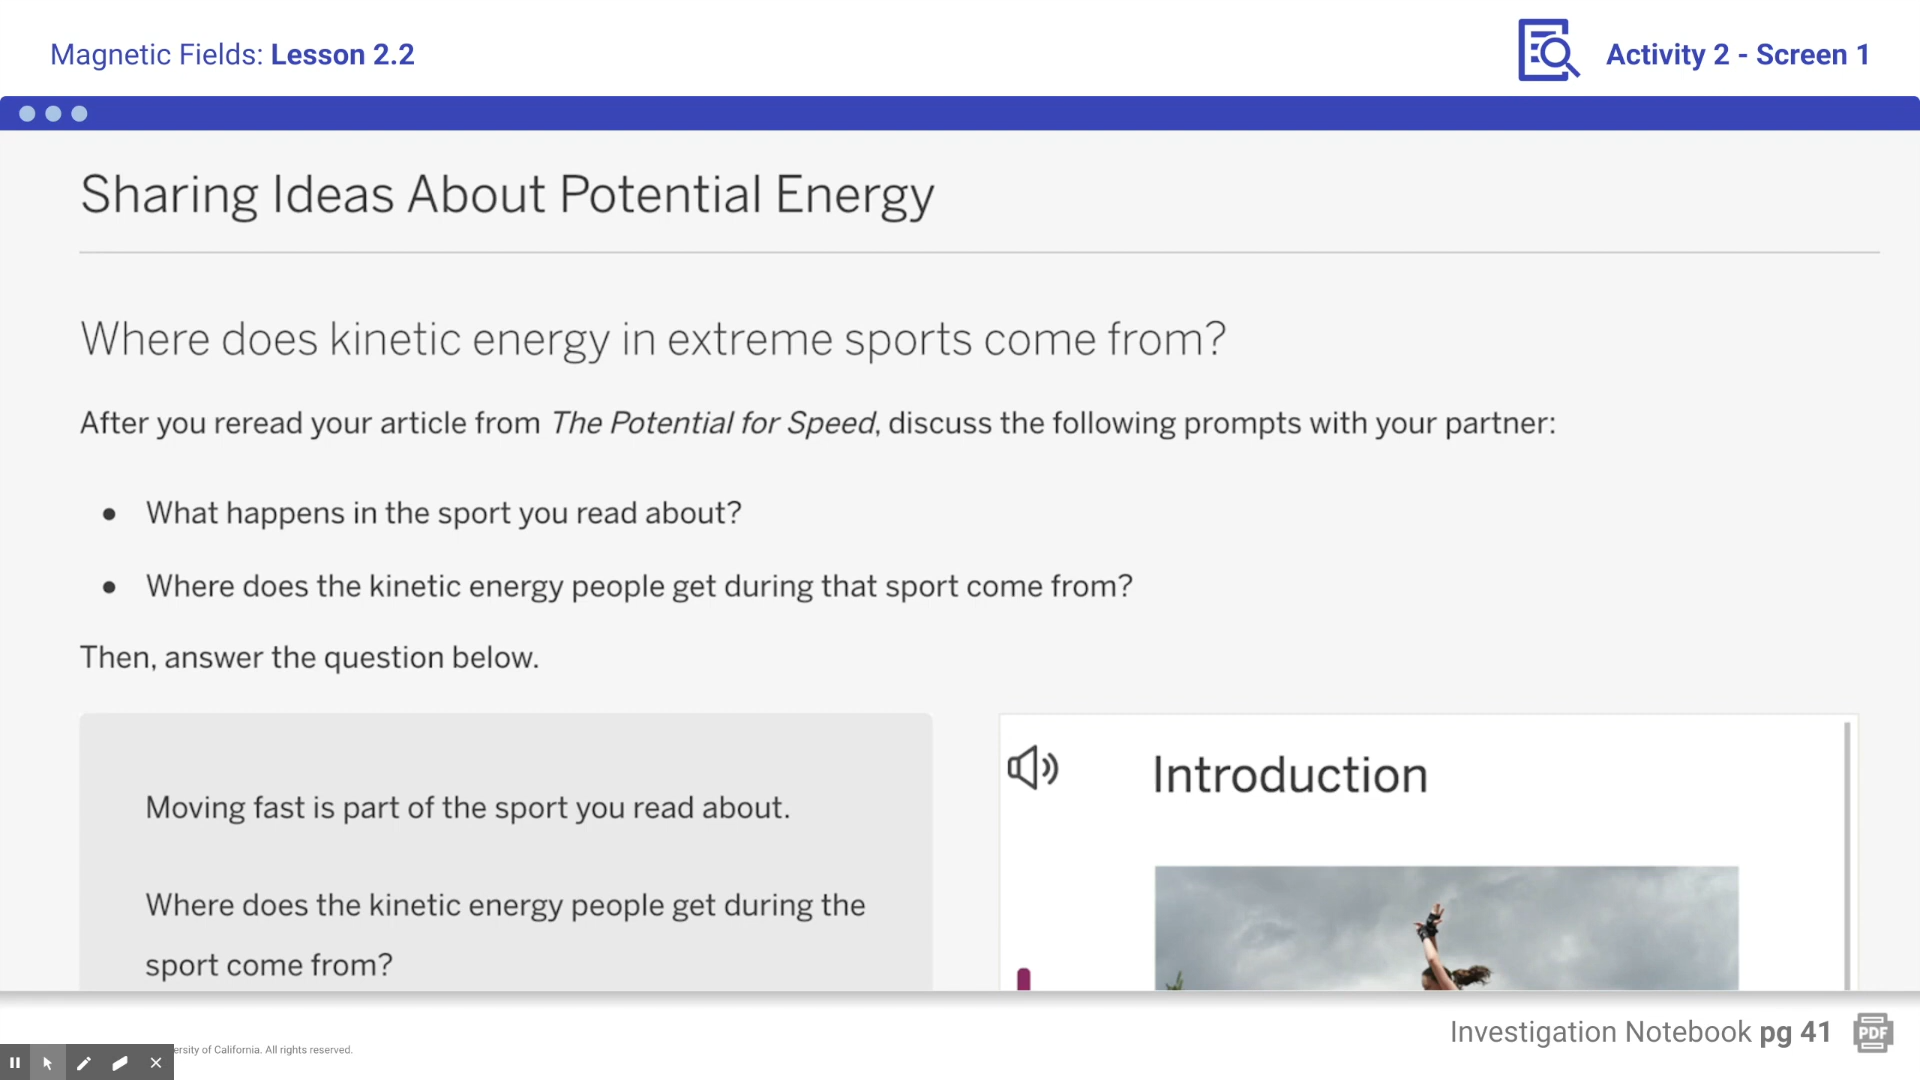 Magnetic Fields: Lesson 2.2
Activity 2 - Screen 1
Sharing Ideas About Potential Energy
Where does kinetic energy in extreme sports come from?
After you reread your article from The Potential for Speed, discuss the following prompts with your partner:
• What happens in the sport you read about?
• Where does the kinetic energy people get during that sport come from?
Then, answer the question below.
Moving fast is part of the sport you read about.
Where does the kinetic energy people get during the
sport come from?
Introduction
Investigation Notebook pg 41
PDF
of California. All rights reserved.